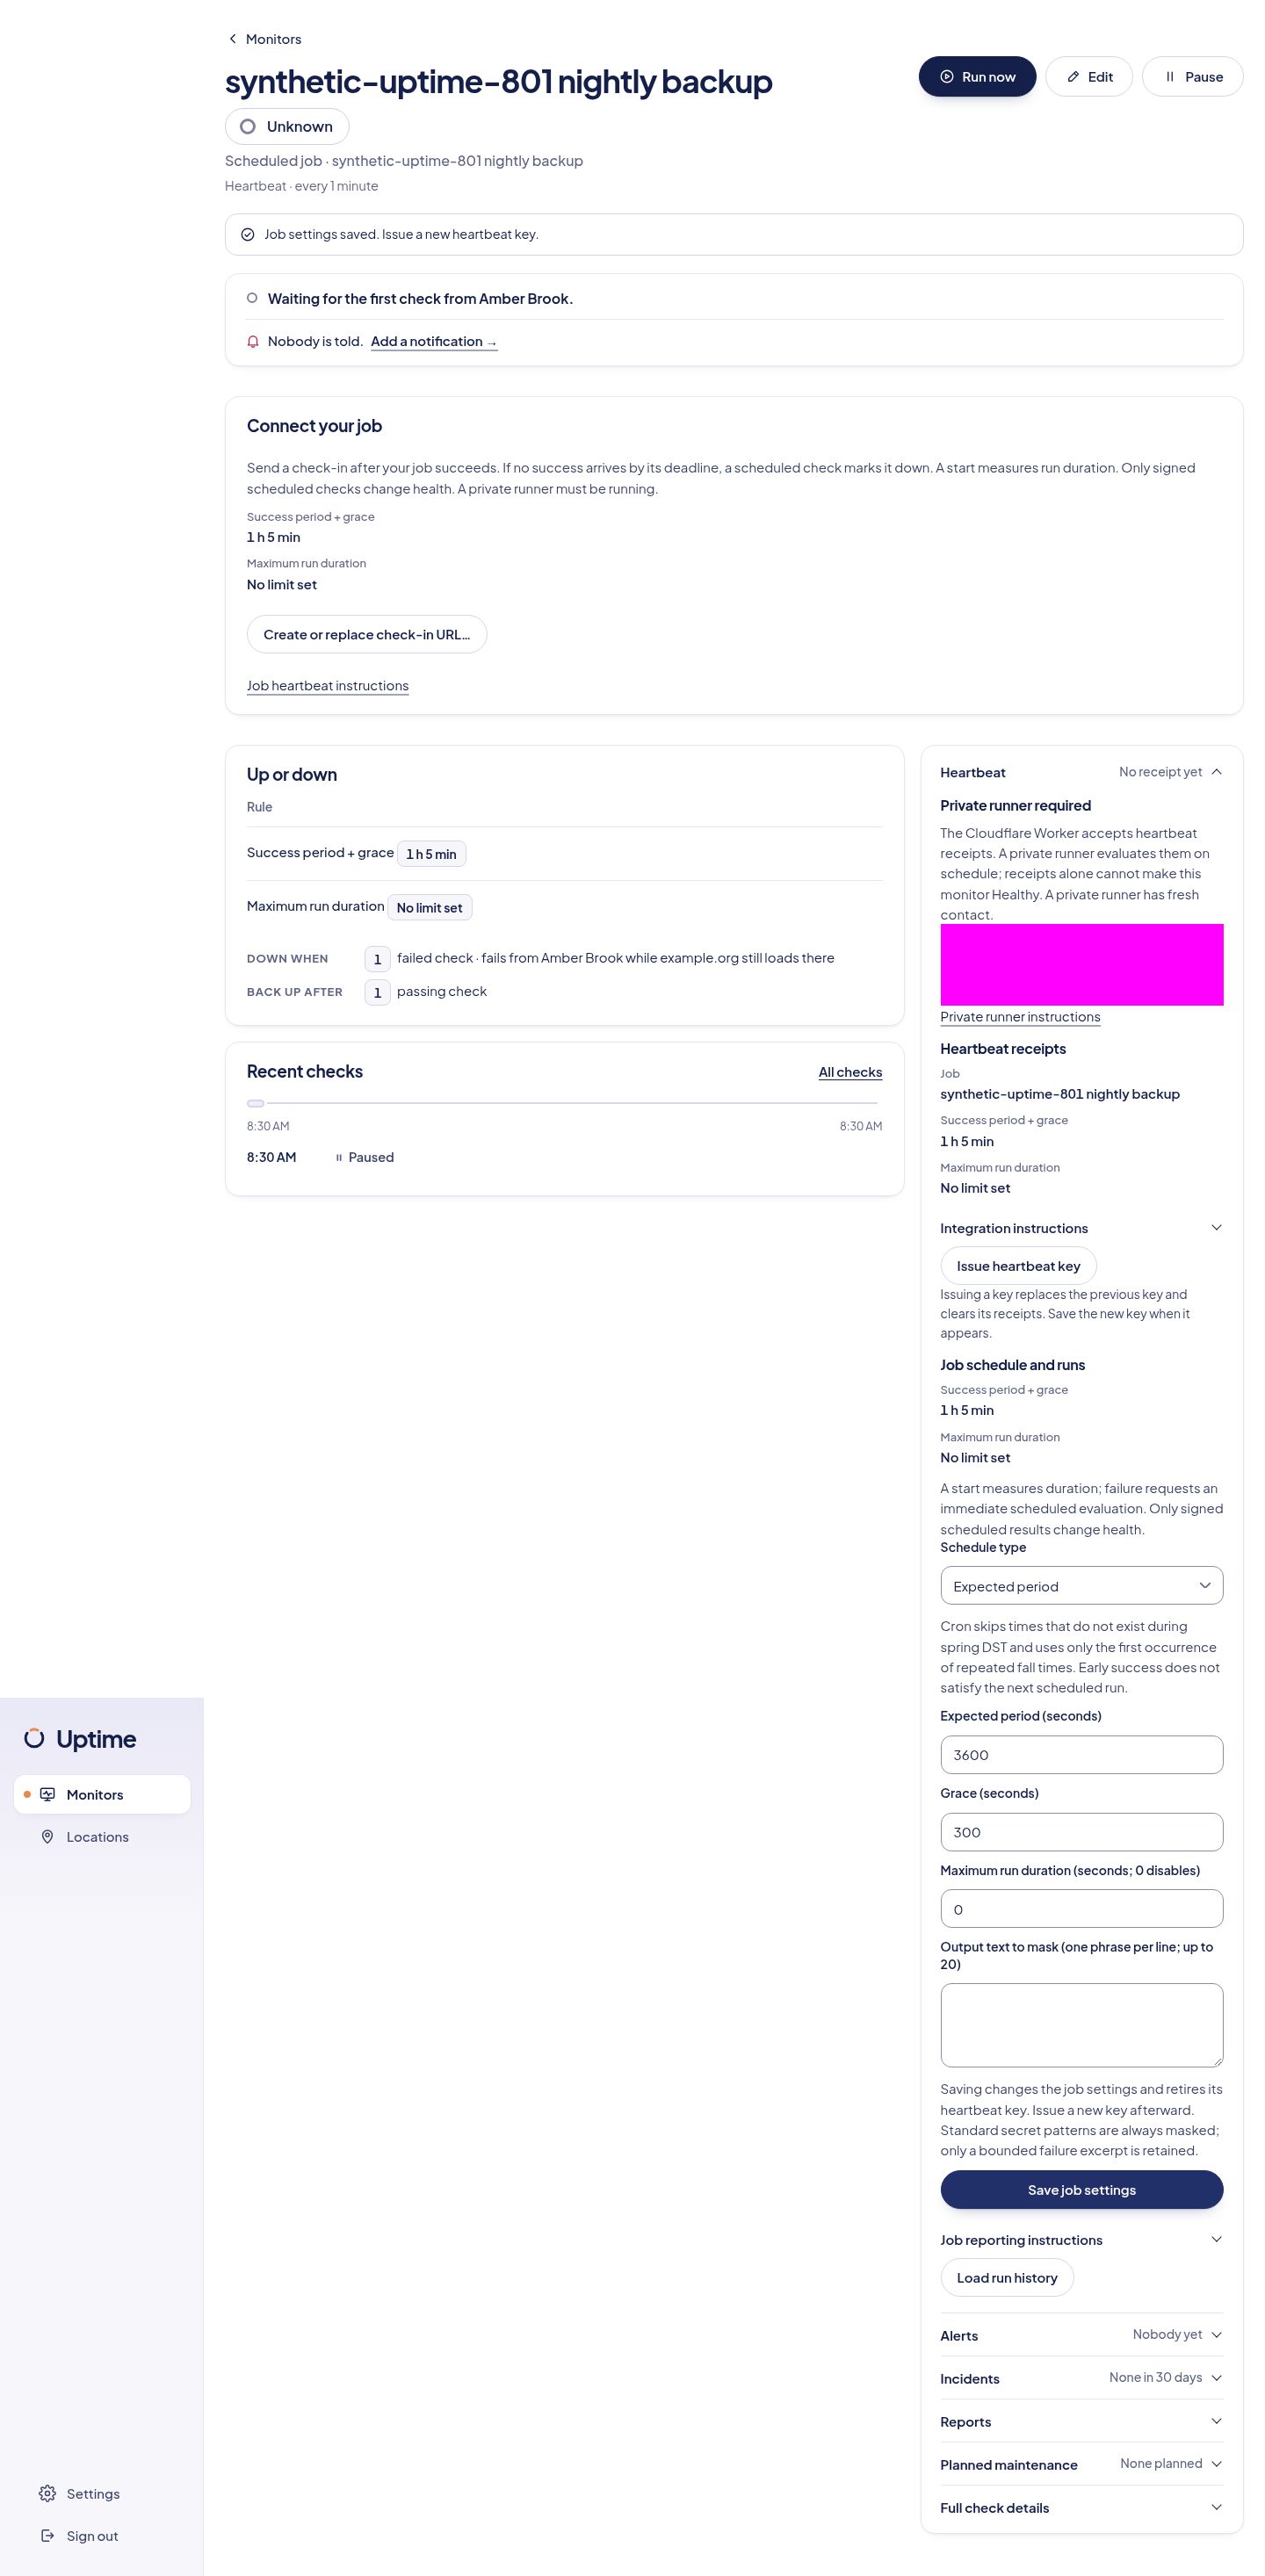 Monitors
synthetic-uptime-801 nightly backup
Run now
Edit
Pause
Unknown
Scheduled job · synthetic-uptime-801 nightly backup
Heartbeat · every 1 minute
Job settings saved. Issue a new heartbeat key.
Waiting for the first check from Amber Brook.
Nobody is told. Add a notification →
Connect your job
Send a check-in after your job succeeds. If no success arrives by its deadline, a scheduled check marks it down. A start measures run duration. Only signed
scheduled checks change health. A private runner must be running.
Success period + grace
1 h 5 min
Maximum run duration
No limit set
Create or replace check-in URL...
Job heartbeat instructions
Up or down
Rule
Success period + grace 1 h 5 min
Maximum run duration No limit set
DOWN WHEN 1 failed check · fails from Amber Brook while example.org still loads there
BACK UP AFTER 1 passing check
Recent checks
All checks
8:30 AM
8:30 AM
8:30 AM Paused
Heartbeat
No receipt yet
Private runner required
The Cloudflare Worker accepts heartbeat
receipts. A private runner evaluates them on
schedule; receipts alone cannot make this
monitor Healthy. A private runner has fresh
contact.
Private runner instructions
Heartbeat receipts
Job
synthetic-uptime-801 nightly backup
Success period + grace
1 h 5 min
Maximum run duration
No limit set
Integration instructions
Issue heartbeat key
Issuing a key replaces the previous key and
clears its receipts. Save the new key when it
appears.
Job schedule and runs
Success period + grace
1 h 5 min
Maximum run duration
No limit set
A start measures duration; failure requests an
immediate scheduled evaluation. Only signed
scheduled results change health.
Schedule type
Expected period
Cron skips times that do not exist during
spring DST and uses only the first occurrence
of repeated fall times. Early success does not
satisfy the next scheduled run.
Expected period (seconds)
3600
Grace (seconds)
300
Maximum run duration (seconds; 0 disables)
0
Output text to mask (one phrase per line; up to
20)
Saving changes the job settings and retires its
heartbeat key. Issue a new key afterward.
Standard secret patterns are always masked;
only a bounded failure excerpt is retained.
Save job settings
Job reporting instructions
Load run history
Alerts
Nobody yet
Incidents
None in 30 days
Reports
Planned maintenance
None planned
Full check details
Uptime
Monitors
Locations
Settings
Sign out